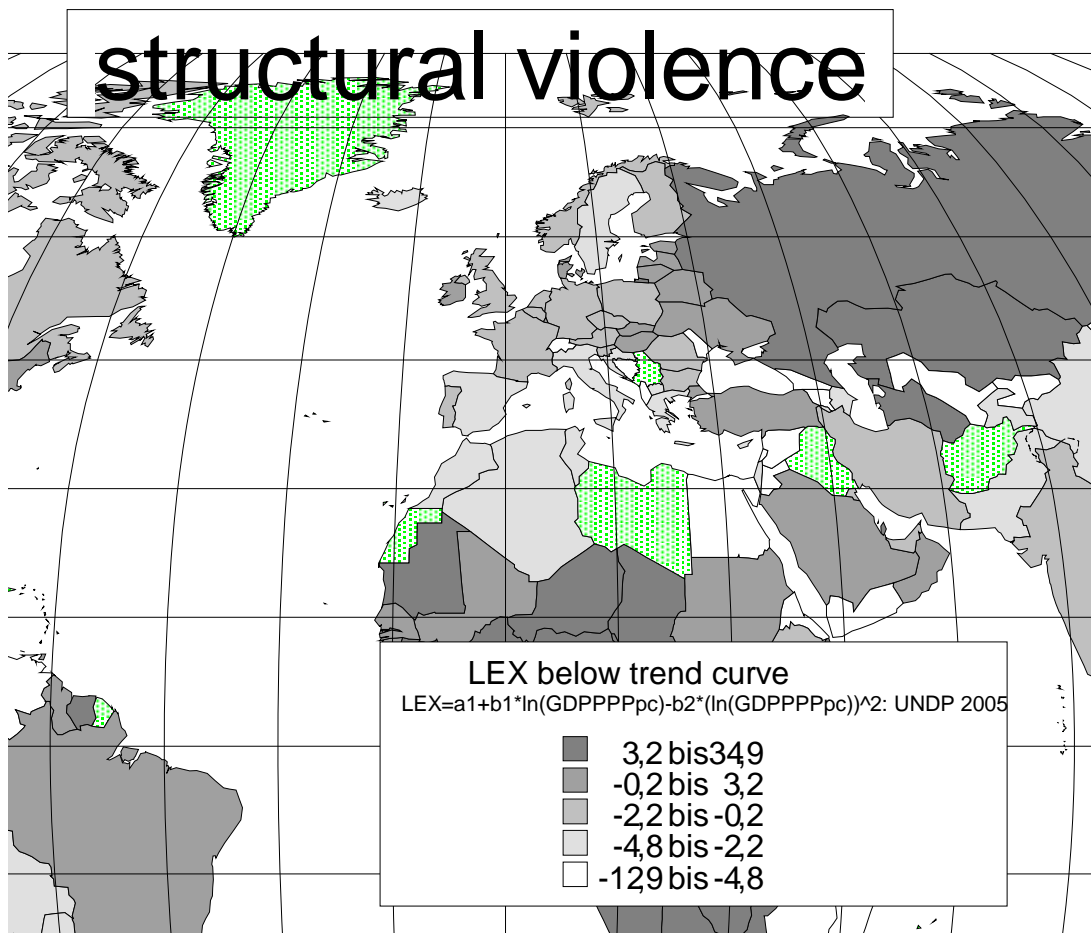 structural violence
LEX below trend curve
LEX=a1+b1*ln(GDPPPPpc)-b2*(ln(GDPPPPpc))^2: UNDP 2005
3,2 bis 34,9
-0,2 bis 3,2
-2,2 bis -0,2
-4,8 bis -2,2
-12,9 bis -4,8